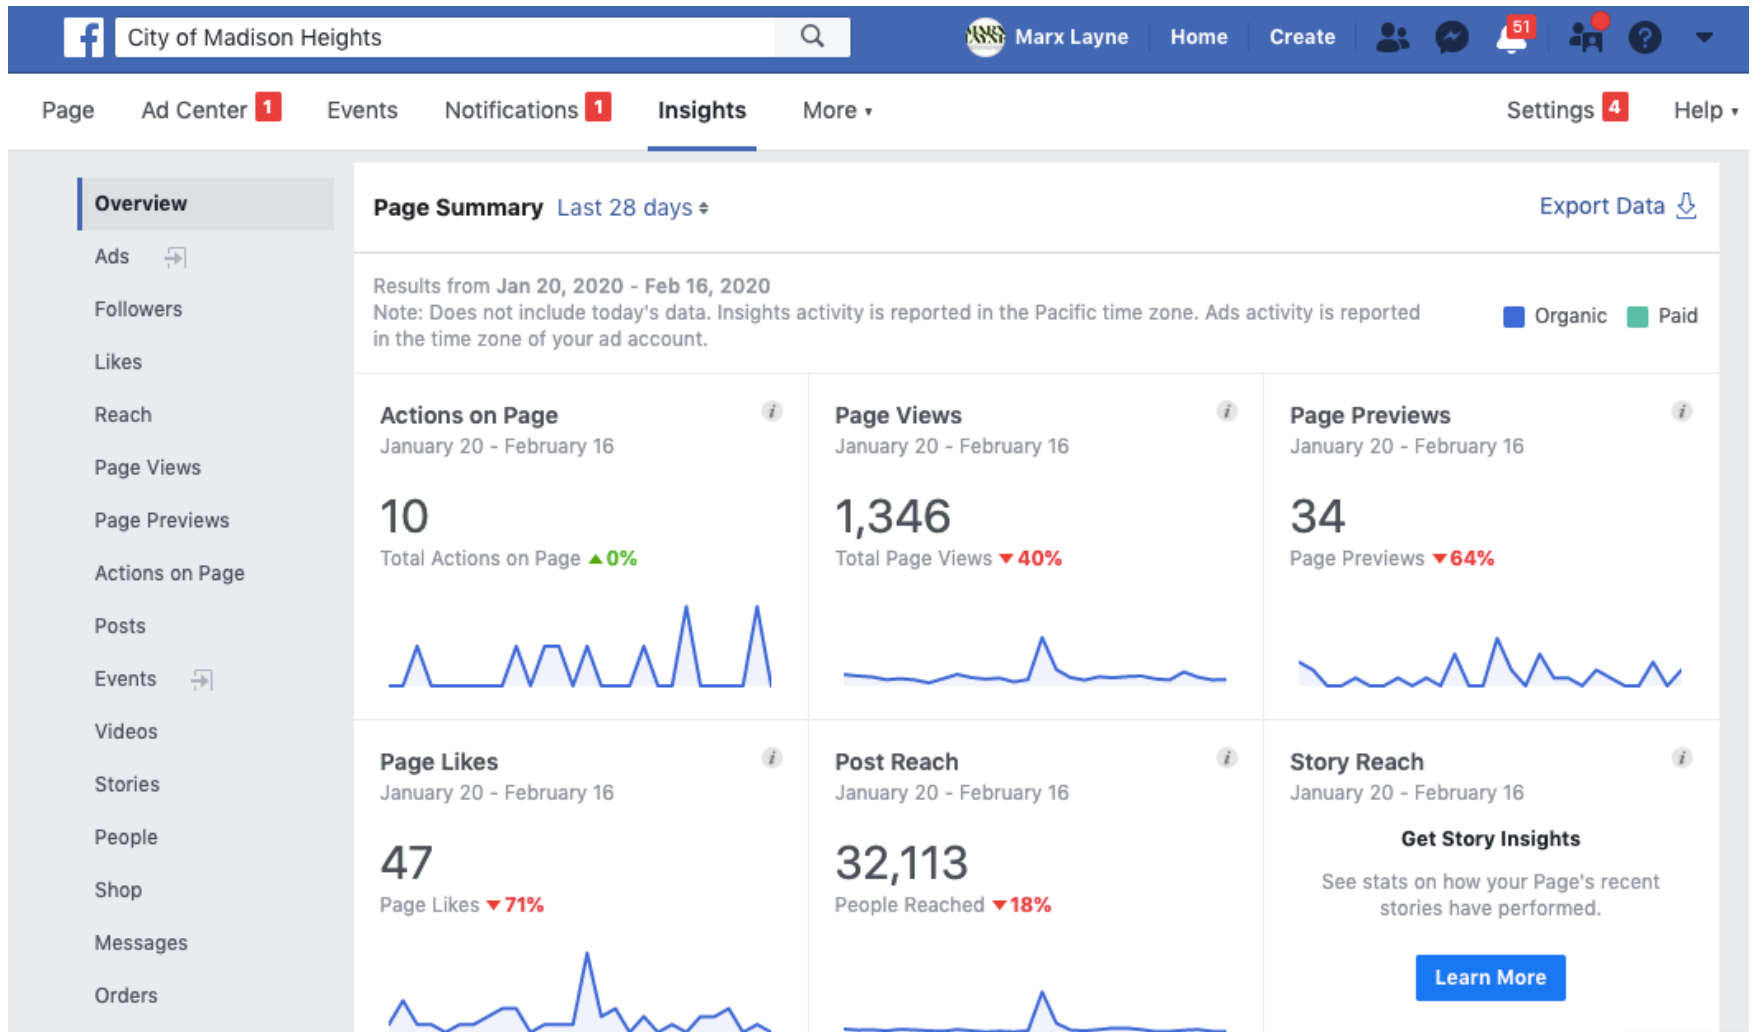 City of Madison Heights
Marx Layne Home Create 51
Page Ad Center 1 Events Notifications 1 Insights More Settings 4 Help
Overview
Ads
Followers
Likes
Reach
Page Views
Page Previews
Actions on Page
Posts
Events
Videos
Stories
People
Shop
Messages
Orders
Page Summary Last 28 days
Export Data
Results from Jan 20, 2020 - Feb 16, 2020
Note: Does not include today's data. Insights activity is reported in the Pacific time zone. Ads activity is reported
in the time zone of your ad account.
Organic Paid
Actions on Page
January 20 - February 16
10
Total Actions on Page 0%
Page Views
January 20 - February 16
1,346
Total Page Views 40%
Page Previews
January 20 - February 16
34
Page Previews 64%
Page Likes
January 20 - February 16
47
Page Likes 71%
Post Reach
January 20 - February 16
32,113
People Reached 18%
Story Reach
January 20 - February 16
Get Story Insights
See stats on how your Page's recent
stories have performed.
Learn More